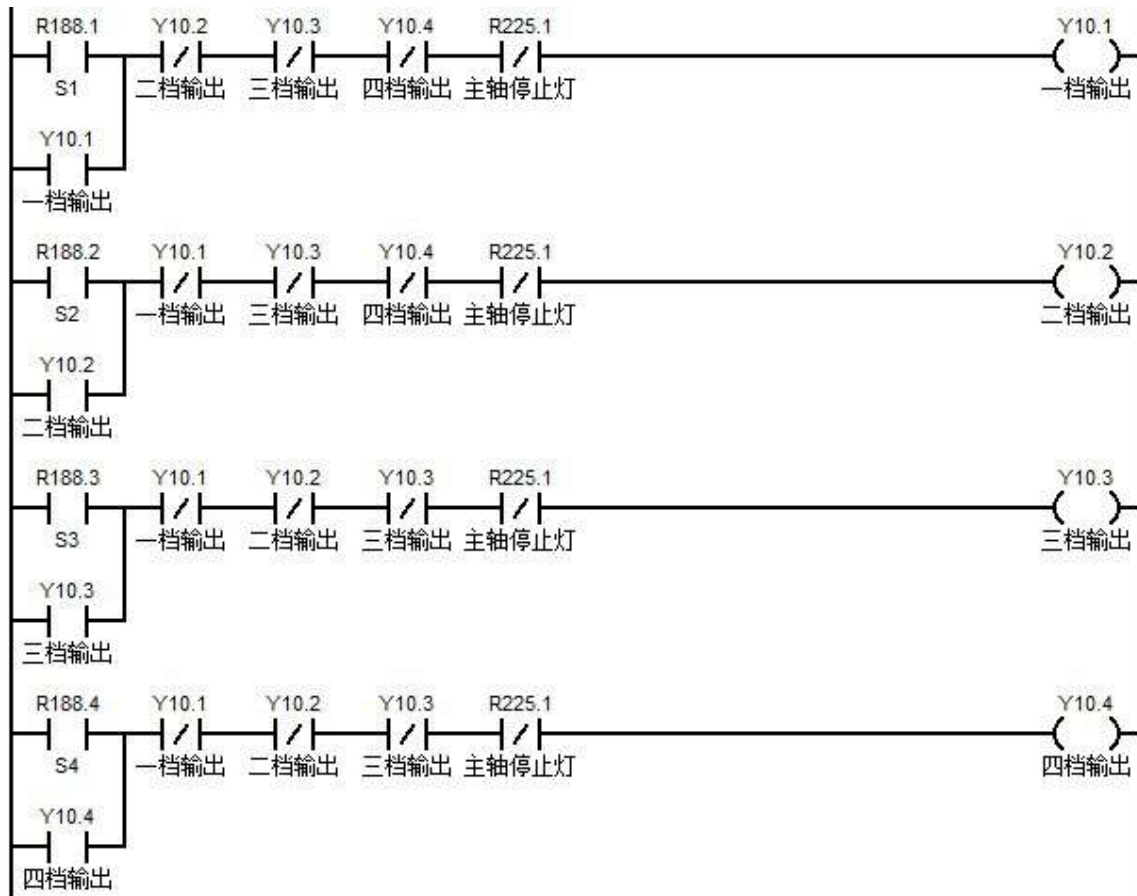 R188.1 Y10.2 Y10.3 Y10.4 R225.1 Y10.1
S1 二档输出 三档输出 四档输出 主轴停止灯 一档输出
Y10.1
一档输出
R188.2 Y10.1 Y10.3 Y10.4 R225.1 Y10.2
S2 一档输出 三档输出 四档输出 主轴停止灯 二档输出
Y10.2
二档输出
R188.3 Y10.1 Y10.2 Y10.3 R225.1 Y10.3
S3 一档输出 二档输出 三档输出 主轴停止灯 三档输出
Y10.3
三档输出
R188.4 Y10.1 Y10.2 Y10.3 R225.1 Y10.4
S4 一档输出 二档输出 三档输出 主轴停止灯 四档输出
Y10.4
四档输出